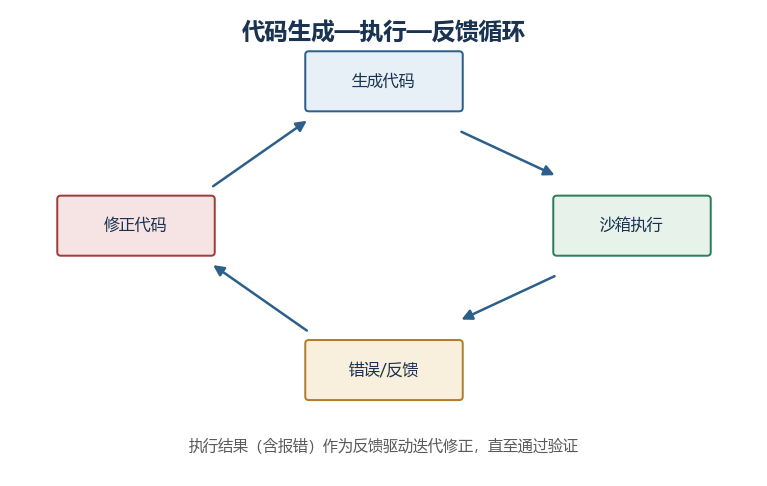 代码生成—执行—反馈循环
生成代码
修正代码
沙箱执行
错误/反馈
执行结果（含报错）作为反馈驱动迭代修正，直至通过验证